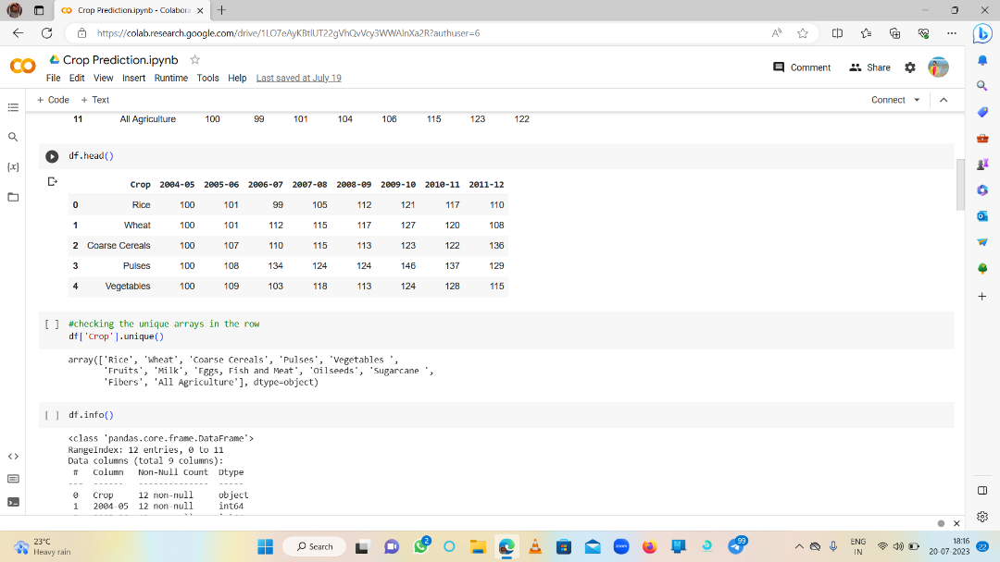 Crop Prediction.ipynb - Colabora
https://colab.research.google.com/drive/1LO7eAyKBtlUT22gVhQvVcy3WWAlnXa2R?authuser=6
Crop Prediction.ipynb
Comment Share
File Edit View Insert Runtime Tools Help Last saved at July 19
+ Code + Text Connect
11 All Agriculture 100 99 101 104 106 115 123 122
df.head()
Crop 2004-05 2005-06 2006-07 2007-08 2008-09 2009-10 2010-11 2011-12
0 Rice 100 101 99 105 112 121 117 110
1 Wheat 100 101 112 115 117 127 120 108
2 Coarse Cereals 100 107 110 115 113 123 122 136
3 Pulses 100 108 134 124 124 146 137 129
4 Vegetables 100 109 103 118 113 124 128 115
[ ] #checking the unique arrays in the row
df['Crop'].unique()
array(['Rice', 'Wheat', 'Coarse Cereals', 'Pulses', 'Vegetables ',
'Fruits', 'Milk', 'Eggs, Fish and Meat', 'Oilseeds', 'Sugarcane ',
'Fibers', 'All Agriculture'], dtype=object)
[ ] df.info()
<class 'pandas.core.frame.DataFrame'>
RangeIndex: 12 entries, 0 to 11
Data columns (total 9 columns):
# Column Non-Null Count Dtype
--- ------ -------------- -----
0 Crop 12 non-null object
1 2004-05 12 non-null int64
23°C
Heavy rain
Search
2
zoom
99
ENG
IN
18:16
20-07-2023
22